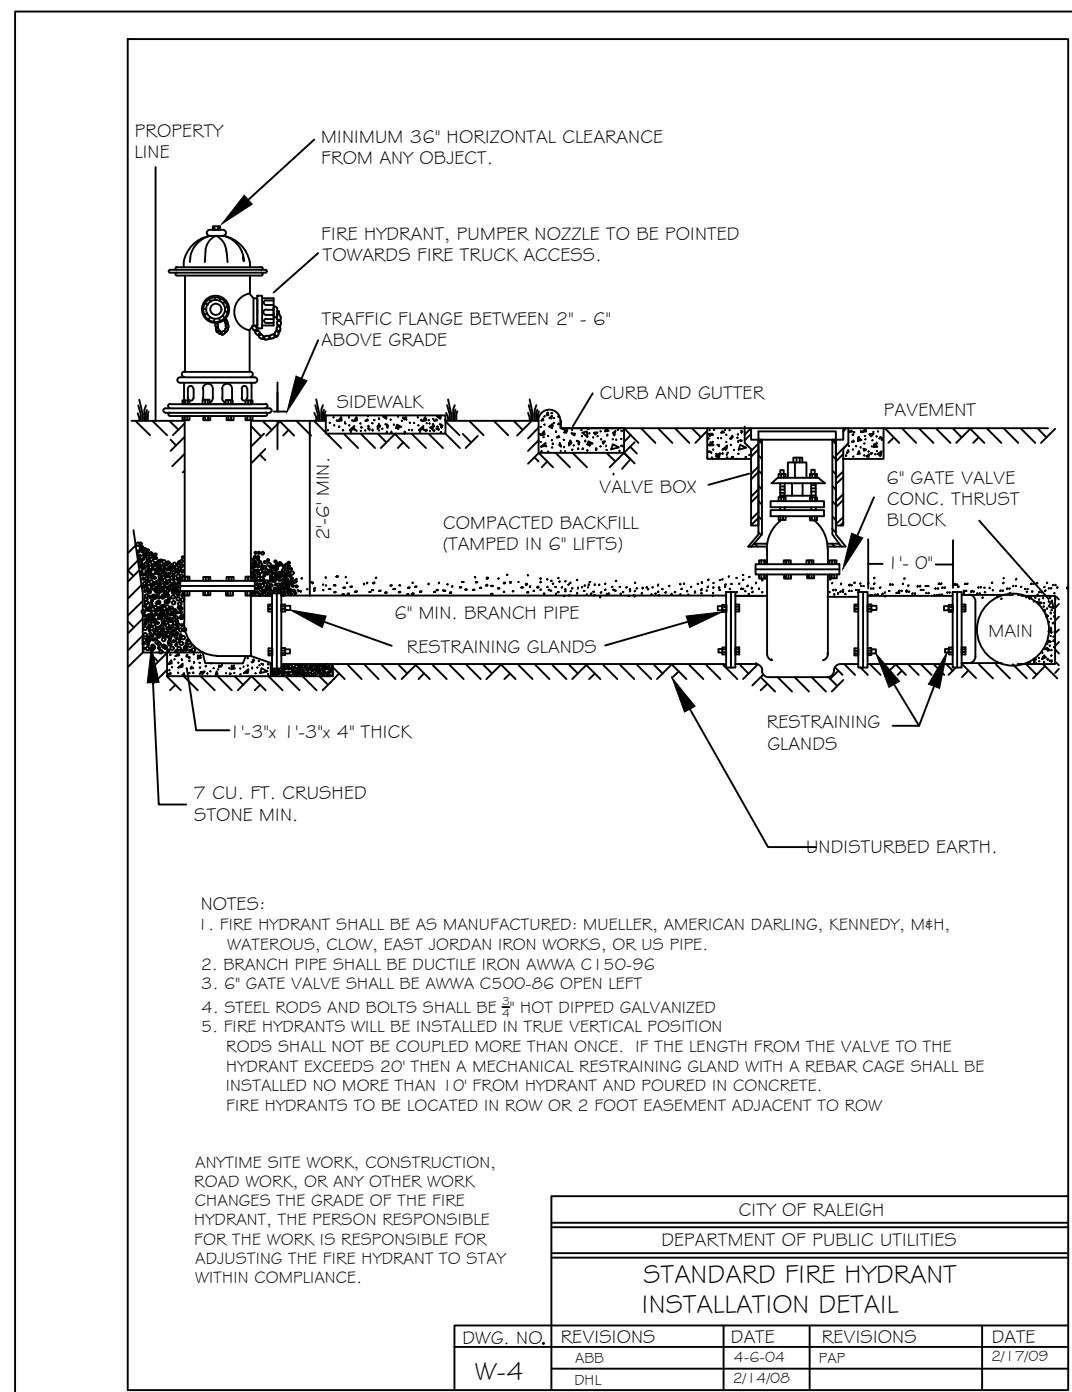 PROPERTY
LINE
MINIMUM 36" HORIZONTAL CLEARANCE
FROM ANY OBJECT.
FIRE HYDRANT, PUMPER NOZZLE TO BE POINTED
TOWARDS FIRE TRUCK ACCESS.
TRAFFIC FLANGE BETWEEN 2" - 6"
ABOVE GRADE
SIDEWALK
CURB AND GUTTER
PAVEMENT
2'-6' MIN.
VALVE BOX
6" GATE VALVE
CONC. THRUST
BLOCK
COMPACTED BACKFILL
(TAMPED IN 6" LIFTS)
1'- 0"
6" MIN. BRANCH PIPE
MAIN
RESTRAINING GLANDS
1'-3"x 1'-3"x 4" THICK
RESTRAINING
GLANDS
7 CU. FT. CRUSHED
STONE MIN.
UNDISTURBED EARTH.
NOTES:
1. FIRE HYDRANT SHALL BE AS MANUFACTURED: MUELLER, AMERICAN DARLING, KENNEDY, M&H,
WATEROUS, CLOW, EAST JORDAN IRON WORKS, OR US PIPE.
2. BRANCH PIPE SHALL BE DUCTILE IRON AWWA C150-96
3. 6" GATE VALVE SHALL BE AWWA C500-86 OPEN LEFT
4. STEEL RODS AND BOLTS SHALL BE 3/4" HOT DIPPED GALVANIZED
5. FIRE HYDRANTS WILL BE INSTALLED IN TRUE VERTICAL POSITION
RODS SHALL NOT BE COUPLED MORE THAN ONCE. IF THE LENGTH FROM THE VALVE TO THE
HYDRANT EXCEEDS 20' THEN A MECHANICAL RESTRAINING GLAND WITH A REBAR CAGE SHALL BE
INSTALLED NO MORE THAN 10' FROM HYDRANT AND POURED IN CONCRETE.
FIRE HYDRANTS TO BE LOCATED IN ROW OR 2 FOOT EASEMENT ADJACENT TO ROW
ANYTIME SITE WORK, CONSTRUCTION,
ROAD WORK, OR ANY OTHER WORK
CHANGES THE GRADE OF THE FIRE
HYDRANT, THE PERSON RESPONSIBLE
FOR THE WORK IS RESPONSIBLE FOR
ADJUSTING THE FIRE HYDRANT TO STAY
WITHIN COMPLIANCE.
CITY OF RALEIGH
DEPARTMENT OF PUBLIC UTILITIES
STANDARD FIRE HYDRANT
INSTALLATION DETAIL
DWG. NO. REVISIONS DATE REVISIONS DATE
W-4
ABB 4-6-04 PAP 2/17/09
DHL 2/14/08